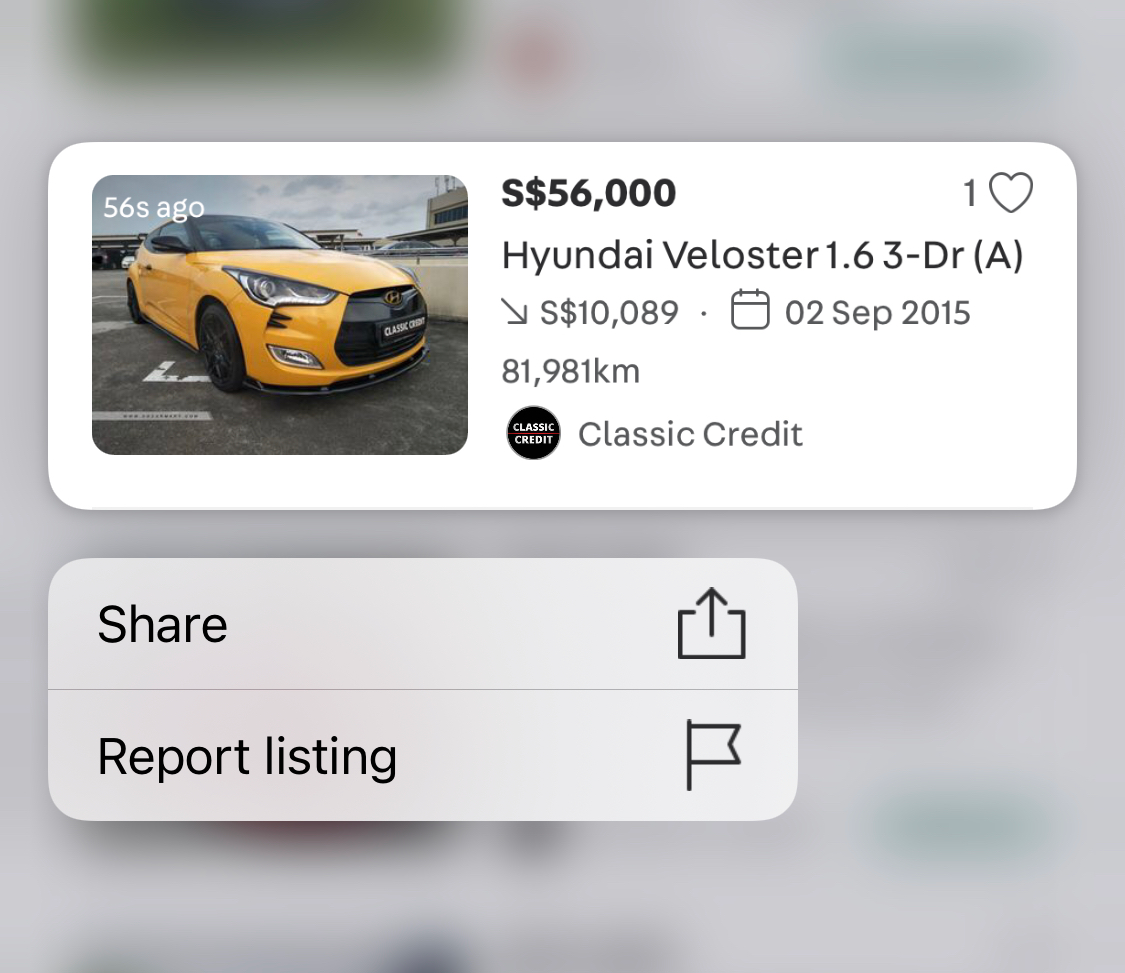 56s ago
S$56,000
1
Hyundai Veloster 1.6 3-Dr (A)
S$10,089 · 02 Sep 2015
81,981km
CLASSIC CREDIT
CLASSIC
CREDIT
Classic Credit
Share
Report listing